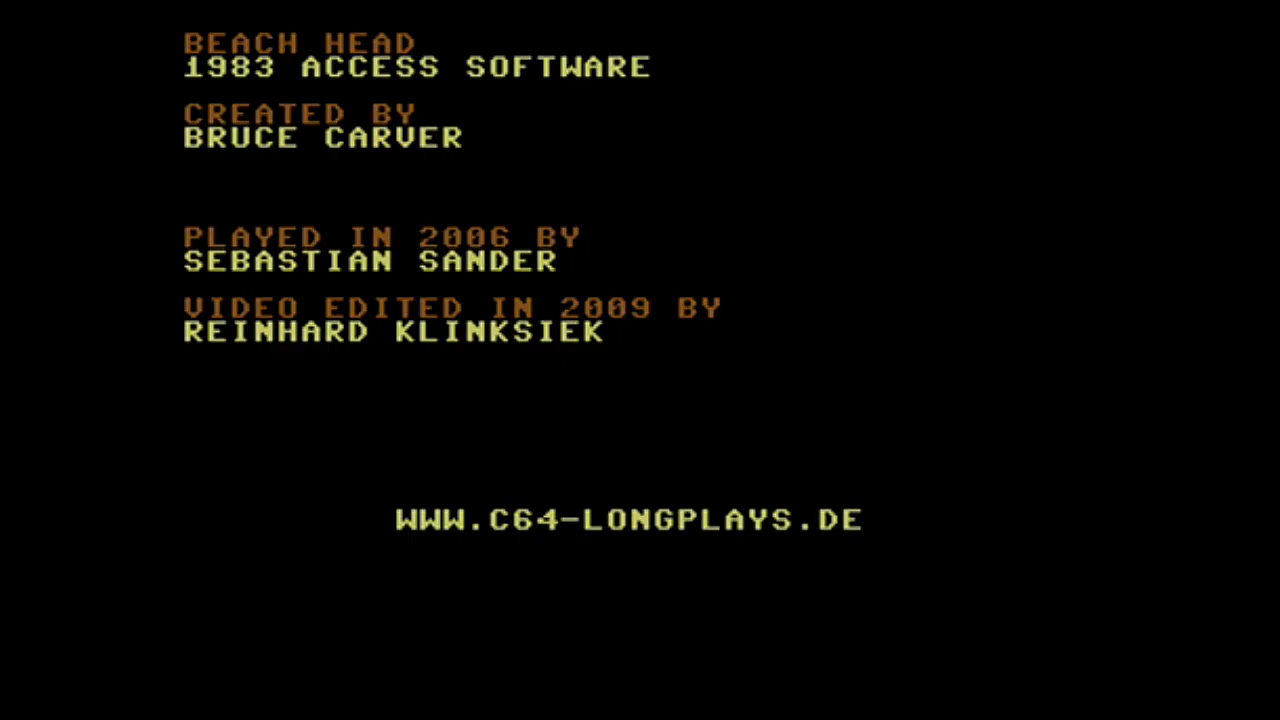 BEACH HEAD
1983 ACCESS SOFTWARE
CREATED BY
BRUCE CARVER
PLAYED IN 2006 BY
SEBASTIAN SANDER
VIDEO EDITED IN 2009 BY
REINHARD KLINKSIEK
WWW.C64-LONGPLAYS.DE